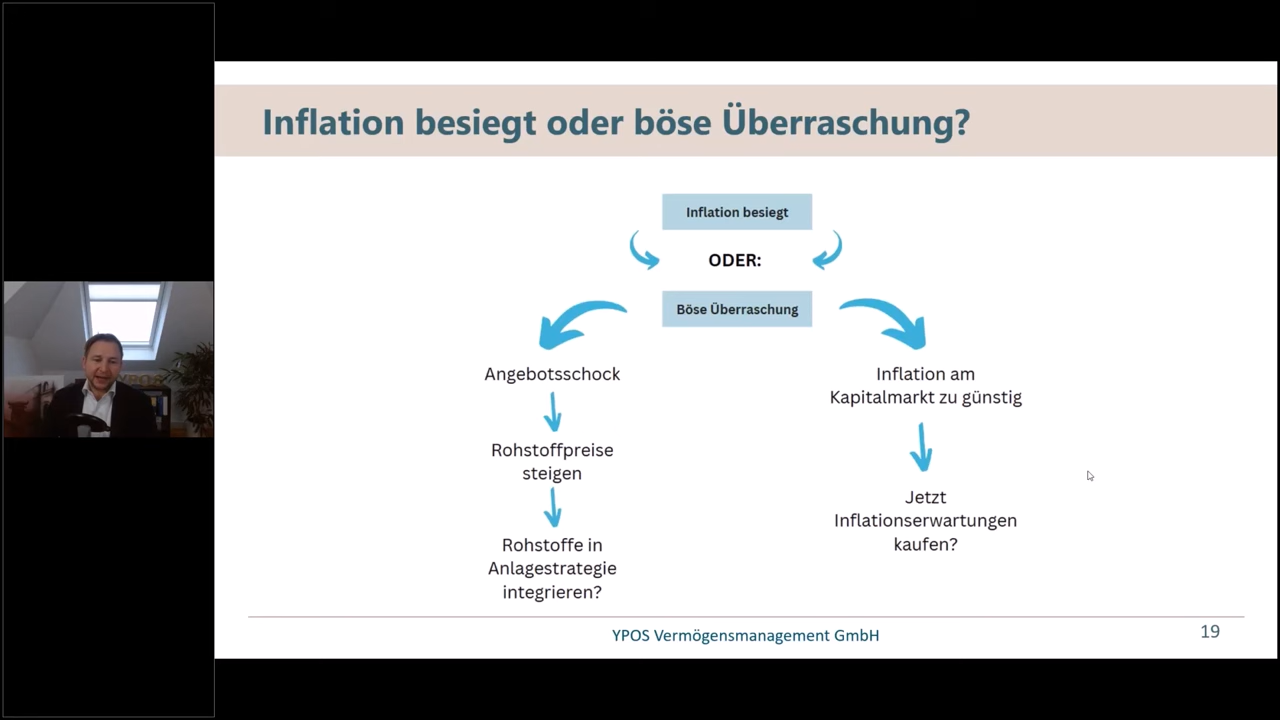 Inflation besiegt oder böse Überraschung?
Inflation besiegt
ODER:
Böse Überraschung
Angebotsschock
Rohstoffpreise
steigen
Rohstoffe in
Anlagestrategie
integrieren?
Inflation am
Kapitalmarkt zu günstig
Jetzt
Inflationserwartungen
kaufen?
YPOS Vermögensmanagement GmbH
19